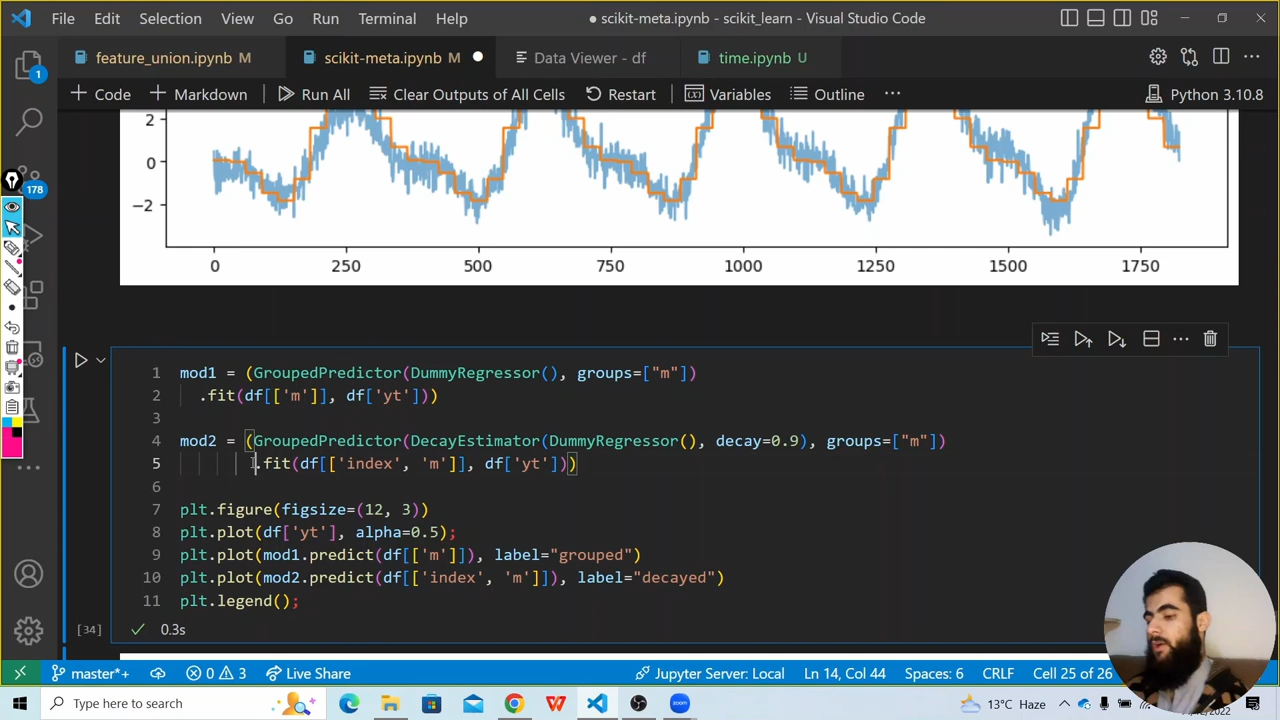 File Edit Selection View Go Run Terminal Help
● scikit-meta.ipynb - scikit_learn - Visual Studio Code
feature_union.ipynb M
scikit-meta.ipynb M
Data Viewer - df
time.ipynb U
+ Code + Markdown Run All Clear Outputs of All Cells Restart Variables Outline ... Python 3.10.8
2
0
−2
0 250 500 750 1000 1250 1500 1750
1
178
1 mod1 = (GroupedPredictor(DummyRegressor(), groups=["m"])
2 .fit(df[['m']], df['yt']))
3
4 mod2 = (GroupedPredictor(DecayEstimator(DummyRegressor(), decay=0.9), groups=["m"])
5 .fit(df[['index', 'm']], df['yt']))
6
7 plt.figure(figsize=(12, 3))
8 plt.plot(df['yt'], alpha=0.5);
9 plt.plot(mod1.predict(df[['m']]), label="grouped")
10 plt.plot(mod2.predict(df[['index', 'm']]), label="decayed")
11 plt.legend();
[34] 0.3s
master*+ 0 3 Live Share Jupyter Server: Local Ln 14, Col 44 Spaces: 6 CRLF Cell 25 of 26
Type here to search
zoom
13°C Haze